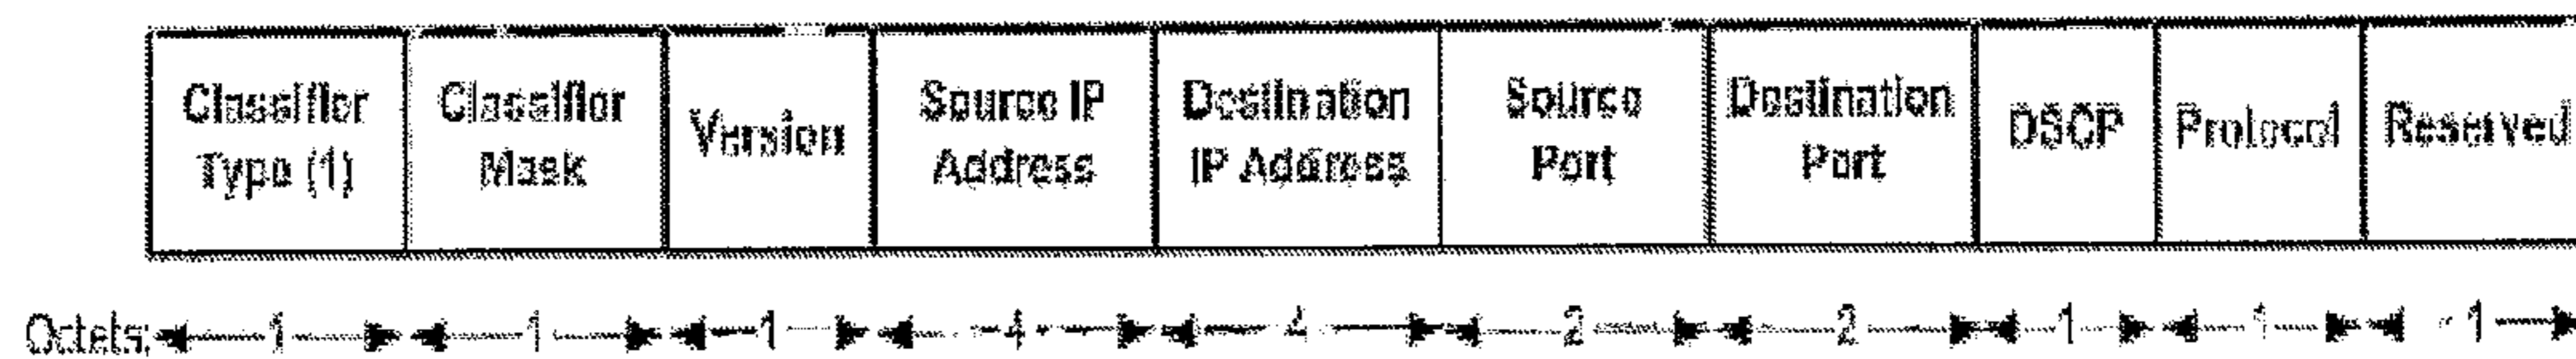 Classifier
Type (1)
Classifier
Mask
Version
Source IP
Address
Destination
IP Address
Source
Port
Destination
Port
DSCP
Protocol
Reserved
Octets: 1 1 1 4 4 2 2 1 1 1